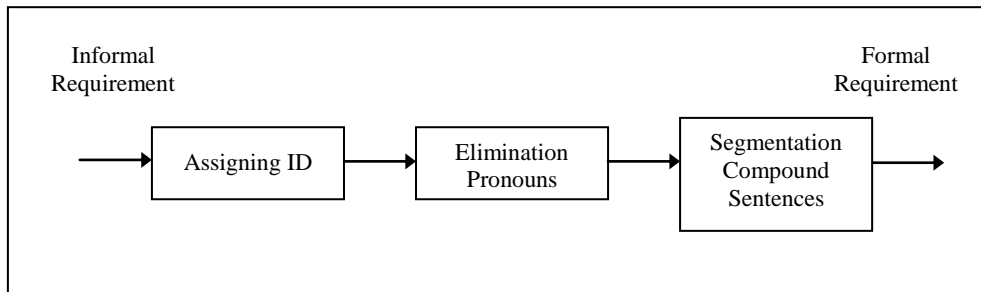 Informal
Requirement
Formal
Requirement
Assigning ID
Elimination
Pronouns
Segmentation
Compound
Sentences